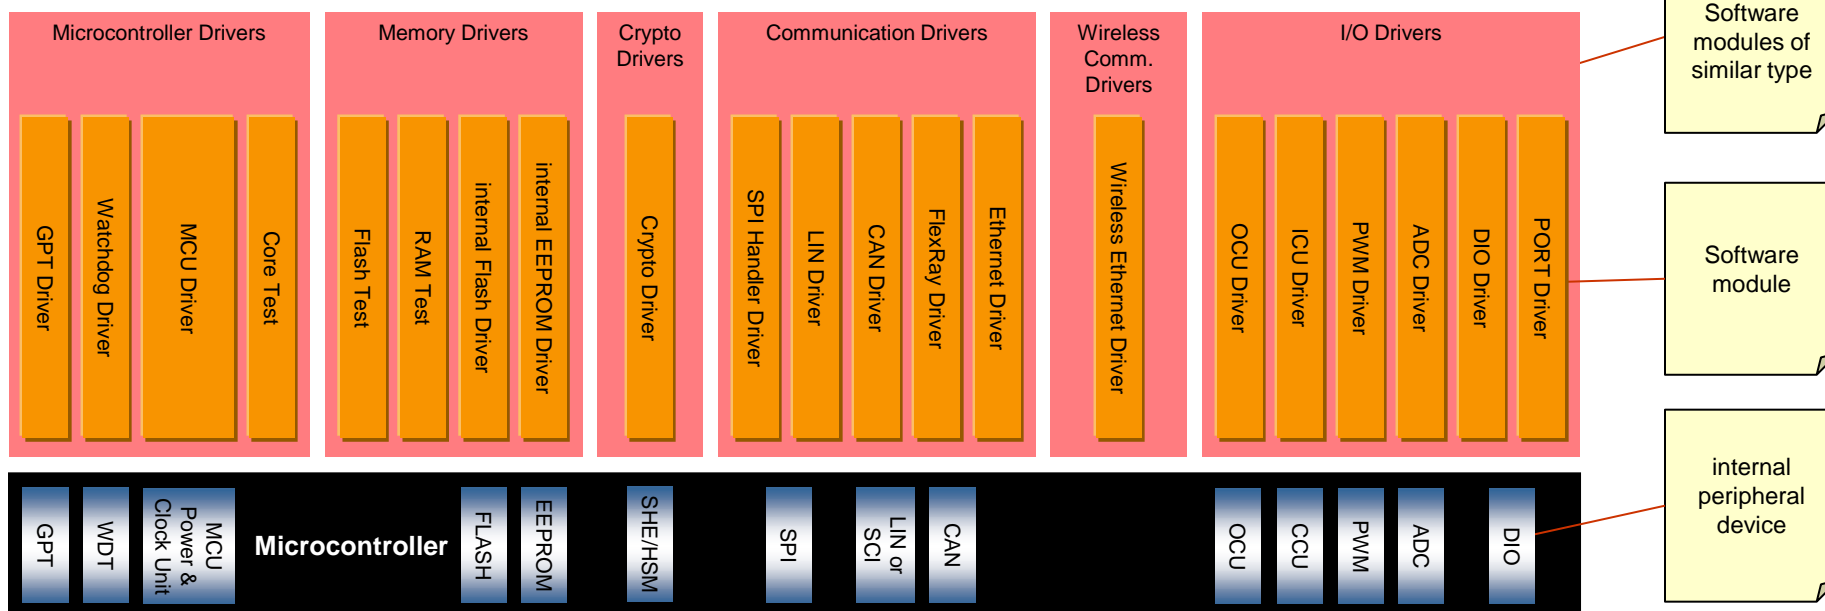 Microcontroller Drivers
Memory Drivers
Crypto
Drivers
Communication Drivers
Wireless
Comm.
Drivers
I/O Drivers
GPT Driver
Watchdog Driver
MCU Driver
Core Test
Flash Test
RAM Test
internal Flash Driver
internal EEPROM Driver
Crypto Driver
SPI Handler Driver
LIN Driver
CAN Driver
FlexRay Driver
Ethernet Driver
Wireless Ethernet Driver
OCU Driver
ICU Driver
PWM Driver
ADC Driver
DIO Driver
PORT Driver
GPT
WDT
MCU
Power &
Clock Unit
Microcontroller
FLASH
EEPROM
SHE/HSM
SPI
LIN or
SCI
CAN
OCU
CCU
PWM
ADC
DIO
Software
modules of
similar type
Software
module
internal
peripheral
device